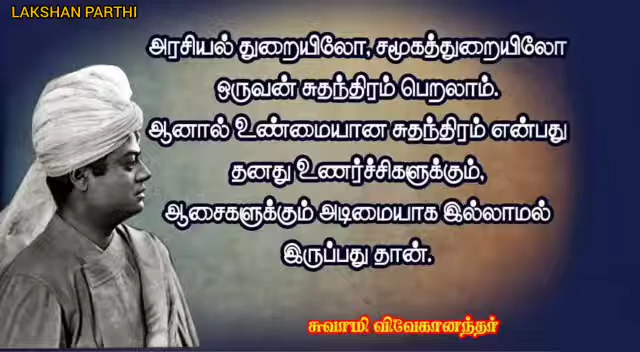 LAKSHAN PARTHI
அரசியல் துறையிலோ, சமூகத்துறையிலோ
ஒருவன் சுதந்திரம் பெறலாம்.
ஆனால் உண்மையான சுதந்திரம் என்பது
தனது உணர்ச்சிகளுக்கும்,
ஆசைகளுக்கும் அடிமையாக இல்லாமல்
இருப்பது தான்.
சுவாமி விவேகானந்தர்